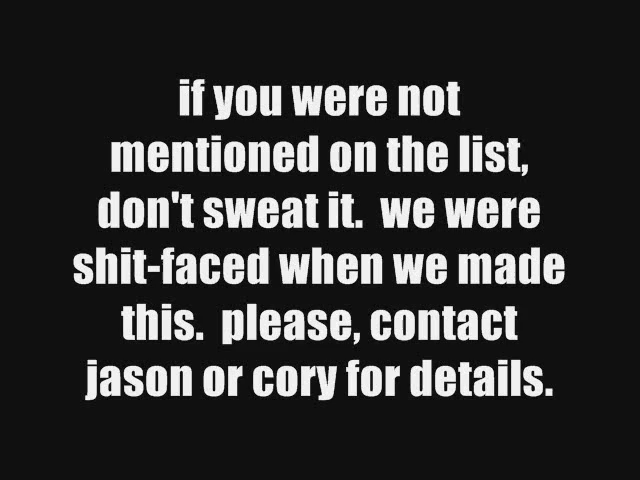 if you were not
mentioned on the list,
don't sweat it.  we were
shit-faced when we made
this.  please, contact
jason or cory for details.